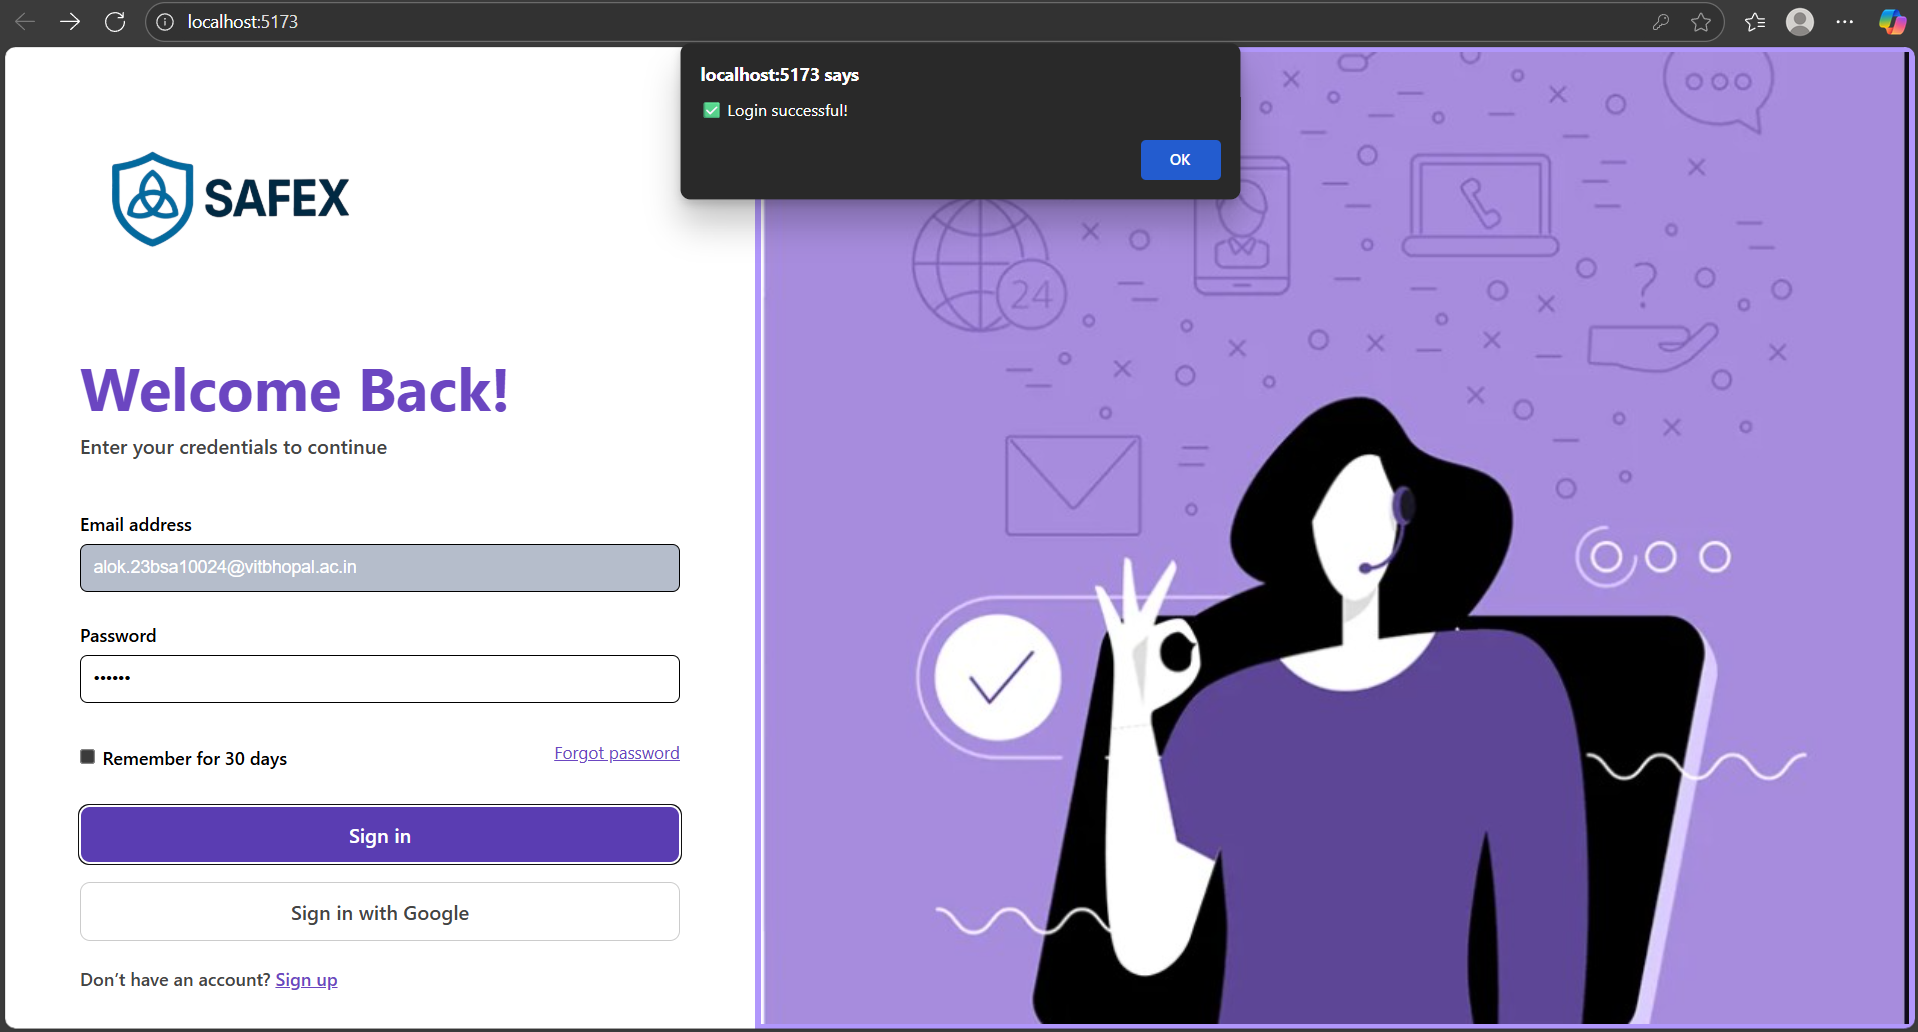 localhost:5173
localhost:5173 says
✅ Login successful!
OK
SAFEX
Welcome Back!
Enter your credentials to continue
Email address
alok.23bsa10024@vitbhopal.ac.in
Password
••••••
Remember for 30 days
Forgot password
Sign in
Sign in with Google
Don’t have an account? Sign up
24
?